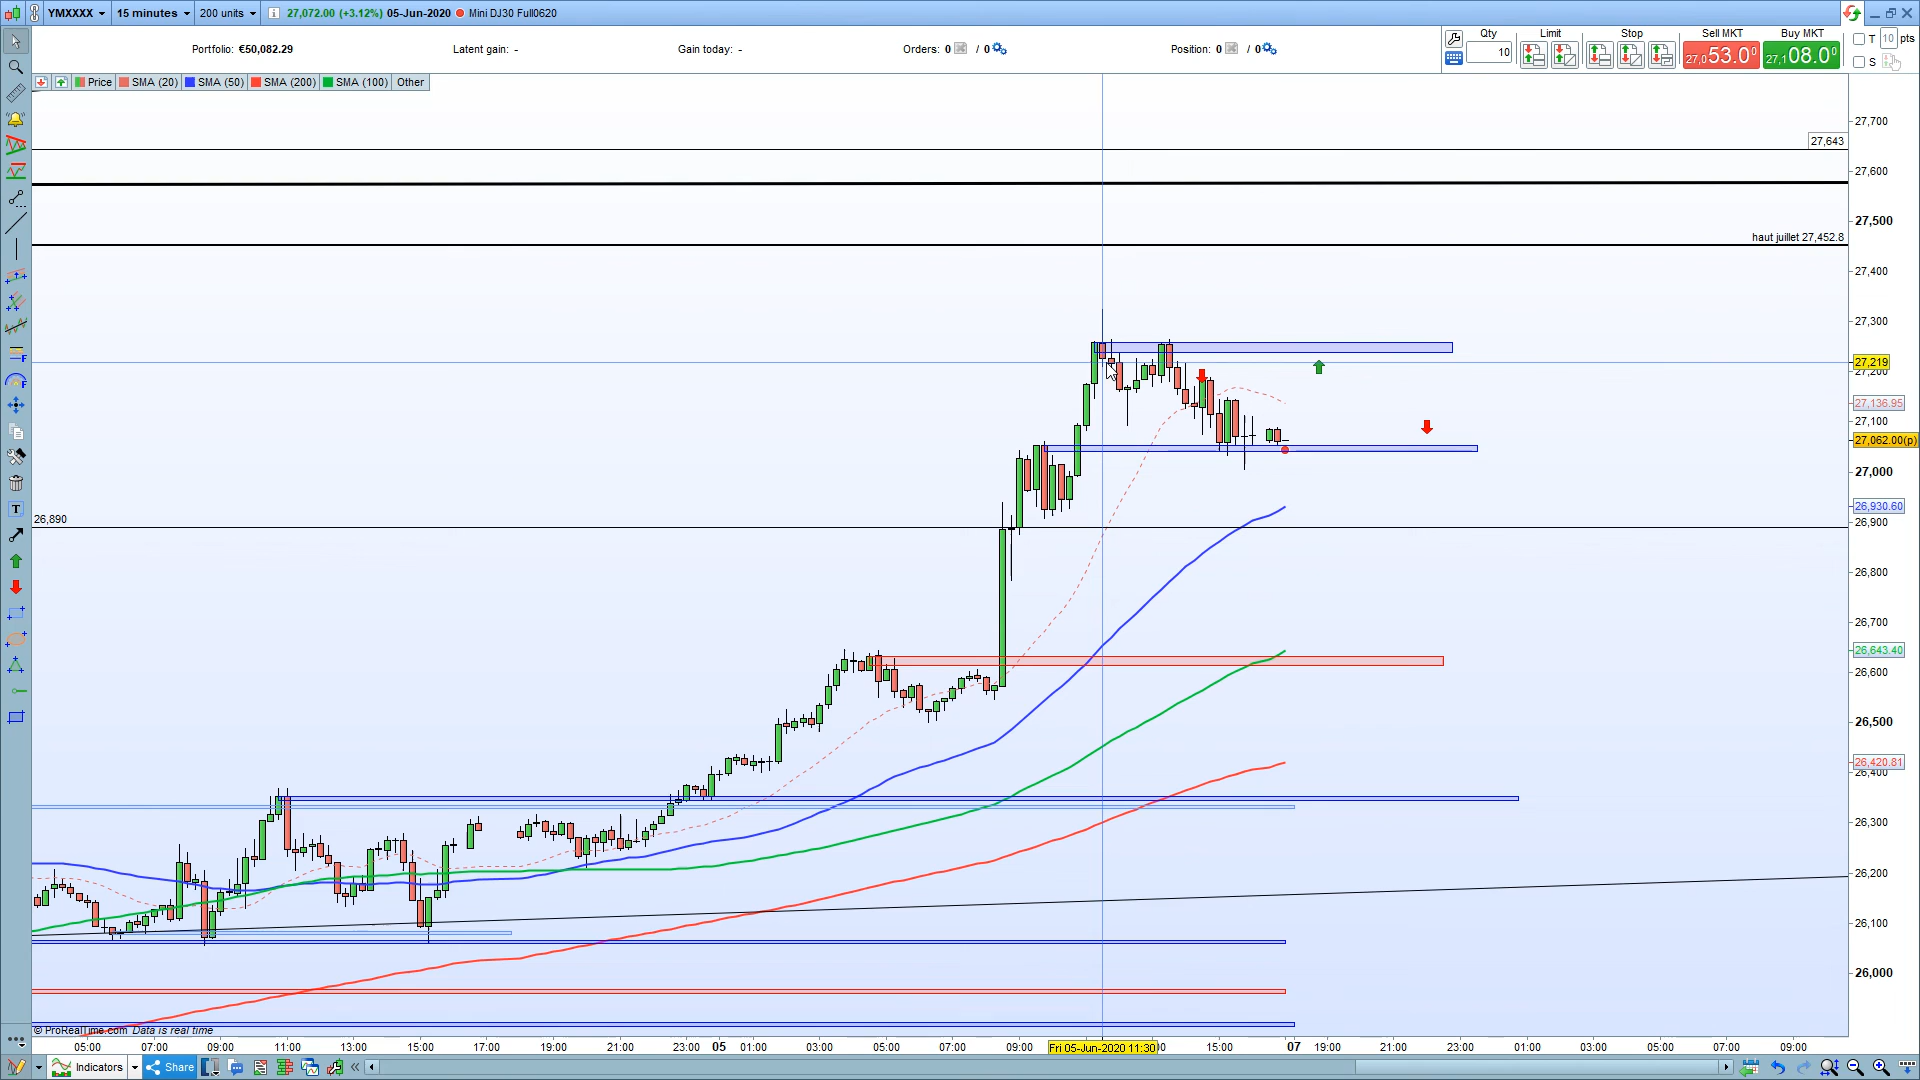 YMXXXX 15 minutes 200 units 27,072.00 (+3.12%) 05-Jun-2020 Mini DJ30 Full0620
Portfolio: €50,082.29 Latent gain: - Gain today: - Orders: 0 / 0 Position: 0 / 0
Qty Limit Stop Sell MKT Buy MKT T 10 pts
10 27,053.00 27,108.00 S
Price SMA (20) SMA (50) SMA (200) SMA (100) Other
27,700
27,643
27,600
27,500
haut juillet 27,452.8
27,400
27,300
27,219
27,200
27,136.95
27,100
27,062.00(p)
27,000
26,930.60
26,890
26,900
26,800
26,700
26,643.40
26,600
26,500
26,420.81
26,400
26,300
26,200
26,100
26,000
© ProRealTime.com Data is real time
05:00 07:00 09:00 11:00 13:00 15:00 17:00 19:00 21:00 23:00 05 01:00 03:00 05:00 07:00 09:00 Fri 05-Jun-2020 11:30 15:00 07 19:00 21:00 23:00 01:00 03:00 05:00 07:00 09:00
Indicators Share